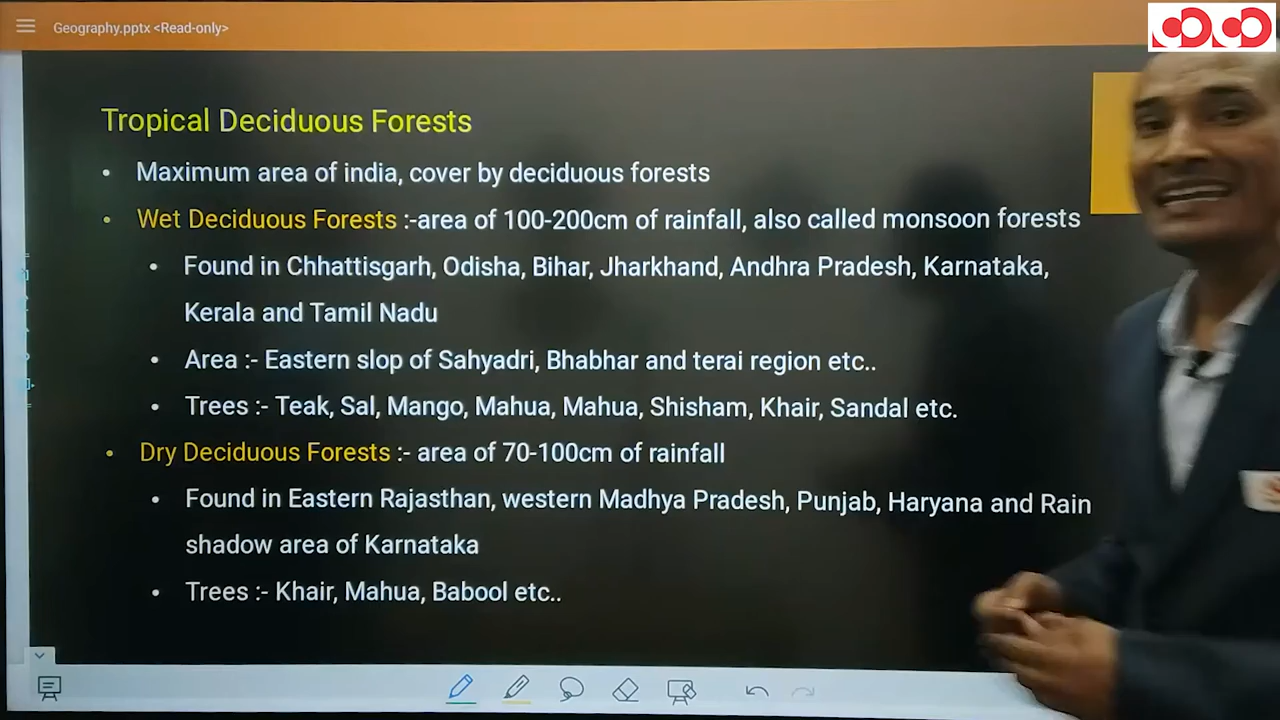 Geography.pptx <Read-only>
Tropical Deciduous Forests
• Maximum area of india, cover by deciduous forests
• Wet Deciduous Forests :-area of 100-200cm of rainfall, also called monsoon forests
• Found in Chhattisgarh, Odisha, Bihar, Jharkhand, Andhra Pradesh, Karnataka,
Kerala and Tamil Nadu
• Area :- Eastern slop of Sahyadri, Bhabhar and terai region etc..
• Trees :- Teak, Sal, Mango, Mahua, Mahua, Shisham, Khair, Sandal etc.
• Dry Deciduous Forests :- area of 70-100cm of rainfall
• Found in Eastern Rajasthan, western Madhya Pradesh, Punjab, Haryana and Rain
shadow area of Karnataka
• Trees :- Khair, Mahua, Babool etc..